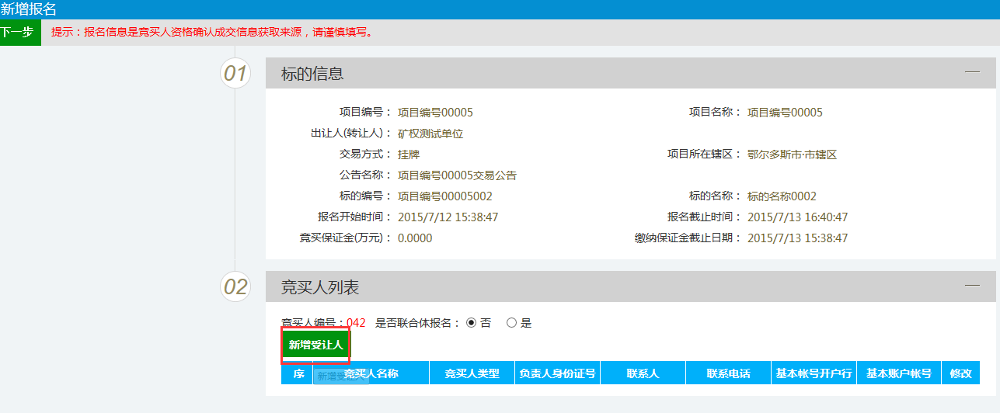 新增报名
下一步 提示：报名信息是竞买人资格确认成交信息获取来源，请谨慎填写。
01 标的信息
项目编号： 项目编号00005 项目名称： 项目编号00005
出让人(转让人)： 矿权测试单位
交易方式： 挂牌 项目所在辖区： 鄂尔多斯市·市辖区
公告名称： 项目编号00005交易公告
标的编号： 项目编号00005002 标的名称： 标的名称0002
报名开始时间： 2015/7/12 15:38:47 报名截止时间： 2015/7/13 16:40:47
竞买保证金(万元)： 0.0000 缴纳保证金截止日期： 2015/7/13 15:38:47
02 竞买人列表
竞买人编号：042 是否联合体报名： 否 是
新增受让人
序 竞买人名称 竞买人类型 负责人身份证号 联系人 联系电话 基本帐号开户行 基本账户帐号 修改
新增受